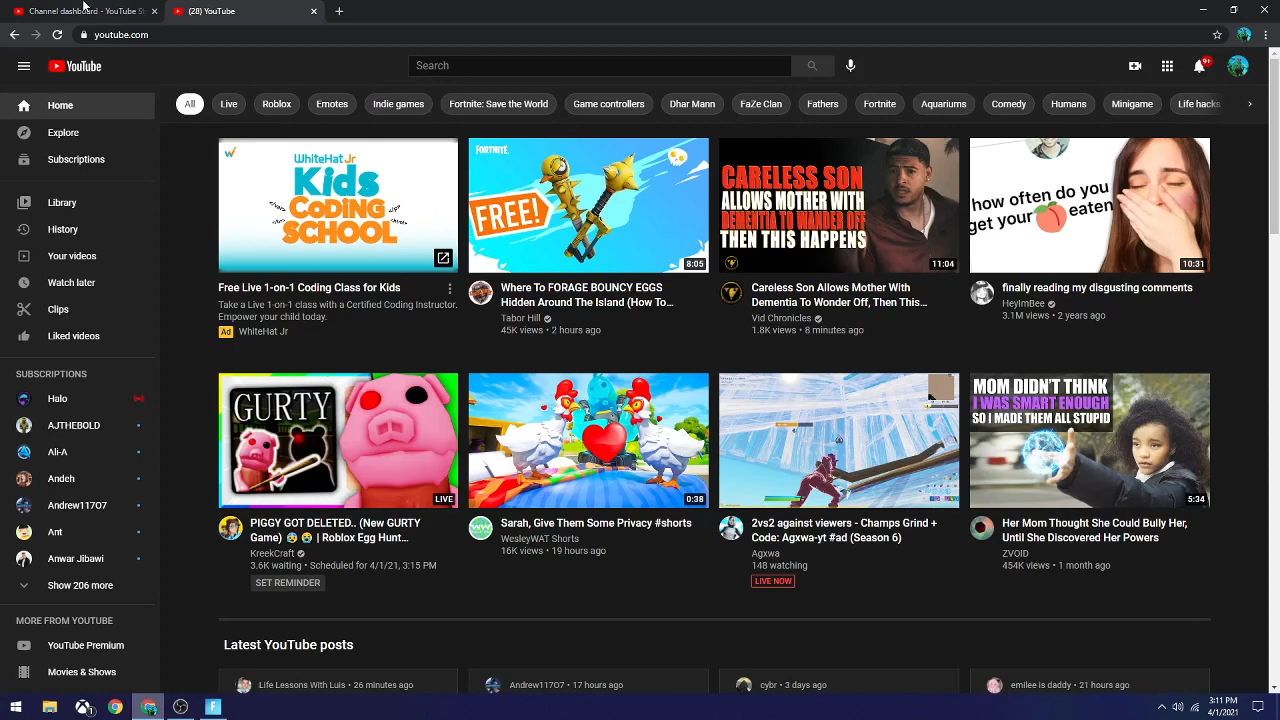 Channel dashboard - YouTube St
(28) YouTube
youtube.com
YouTube
Search
9+
Home
Explore
Subscriptions
Library
History
Your videos
Watch later
Clips
Liked videos
SUBSCRIPTIONS
Halo
AJTHEBOLD
Ali-A
Andeh
Andrew1170 7
Ant
Anwar Jibawi
Show 206 more
MORE FROM YOUTUBE
YouTube Premium
Movies & Shows
All
Live
Roblox
Emotes
Indie games
Fortnite: Save the World
Game controllers
Dhar Mann
FaZe Clan
Fathers
Fortnite
Aquariums
Comedy
Humans
Minigame
Life hacks
WhiteHat Jr
Kids
CODING
SCHOOL
Free Live 1-on-1 Coding Class for Kids
Take a Live 1-on-1 class with a Certified Coding Instructor.
Empower your child today.
Ad WhiteHat Jr
FORTNITE
FREE!
8:05
Where To FORAGE BOUNCY EGGS
Hidden Around The Island (How To...
Tabor Hill
45K views • 2 hours ago
CARELESS SON
ALLOWS MOTHER WITH
DEMENTIA TO WANDER OFF
THEN THIS HAPPENS
11:04
Careless Son Allows Mother With
Dementia To Wonder Off, Then This...
Vid Chronicles
1.8K views • 8 minutes ago
how often do you
get your 🍑 eaten
10:31
finally reading my disgusting comments
HeyImBee
3.1M views • 2 years ago
GURTY
LIVE
PIGGY GOT DELETED.. (New GURTY
Game) 😰😭 | Roblox Egg Hunt...
KreekCraft
3.6K waiting • Scheduled for 4/1/21, 3:15 PM
SET REMINDER
0:38
Sarah, Give Them Some Privacy #shorts
WesleyWAT Shorts
16K views • 19 hours ago
2vs2 against viewers - Champs Grind +
Code: Agxwa-yt #ad (Season 6)
Agxwa
148 watching
LIVE NOW
MOM DIDN'T THINK
I WAS SMART ENOUGH
SO I MADE THEM ALL STUPID
5:34
Her Mom Thought She Could Bully Her,
Until She Discovered Her Powers
ZVOID
454K views • 1 month ago
Latest YouTube posts
Life Lessons With Luis • 26 minutes ago
Andrew11707 • 17 hours ago
cybr • 3 days ago
emilee is daddy • 21 hours ago
3:11 PM
4/1/2021